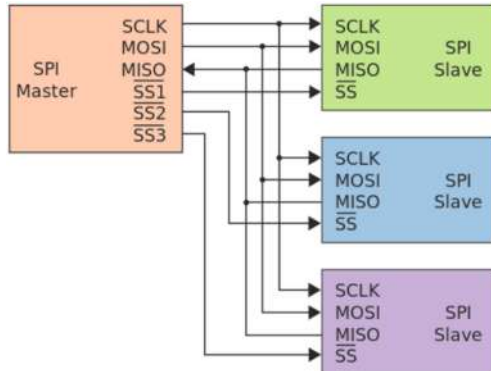 SPI
Master
SCLK
MOSI
MISO
SS1
SS2
SS3
SCLK
MOSI
MISO
SS
SPI
Slave
SCLK
MOSI
MISO
SS
SPI
Slave
SCLK
MOSI
MISO
SS
SPI
Slave